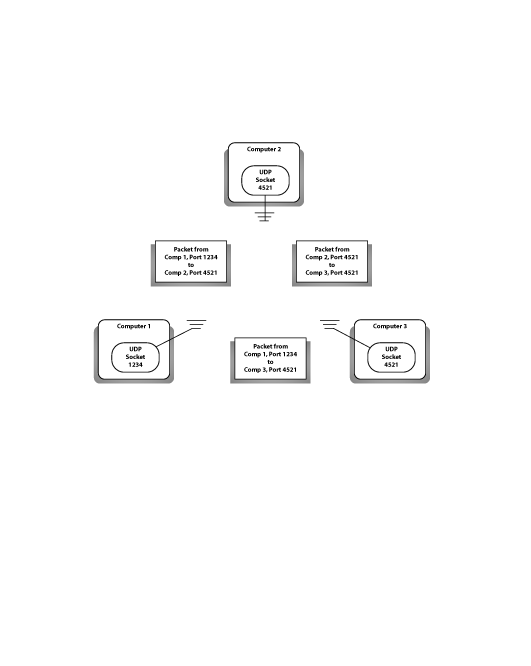 Computer 2
UDP
Socket
4521
Packet from
Comp 1, Port 1234
to
Comp 2, Port 4521
Packet from
Comp 2, Port 4521
to
Comp 3, Port 4521
Computer 1
UDP
Socket
1234
Packet from
Comp 1, Port 1234
to
Comp 3, Port 4521
Computer 3
UDP
Socket
4521